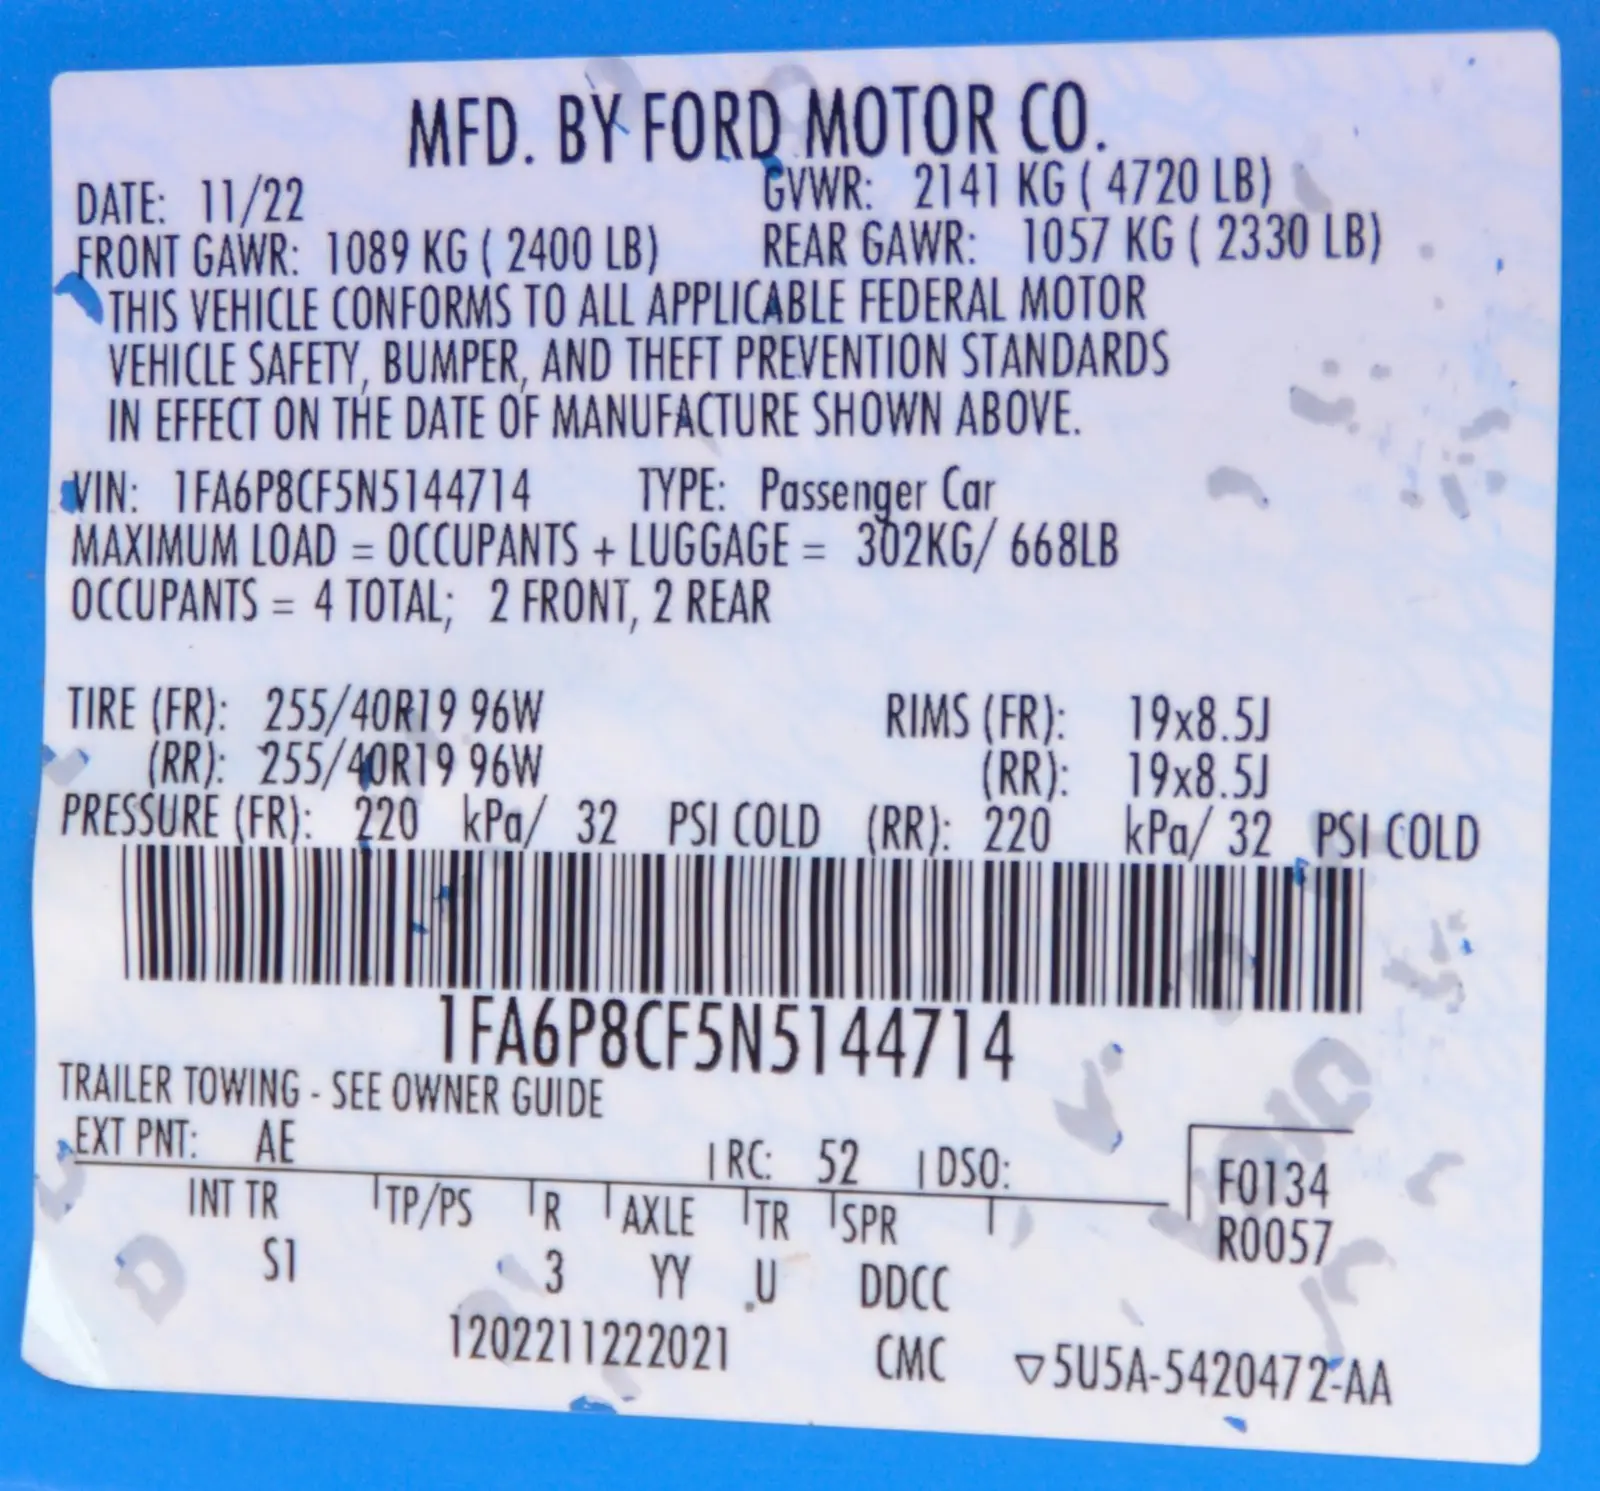 MFD. BY FORD MOTOR CO.
DATE: 11/22 GVWR: 2141 KG ( 4720 LB)
FRONT GAWR: 1089 KG ( 2400 LB) REAR GAWR: 1057 KG ( 2330 LB)
THIS VEHICLE CONFORMS TO ALL APPLICABLE FEDERAL MOTOR
VEHICLE SAFETY, BUMPER, AND THEFT PREVENTION STANDARDS
IN EFFECT ON THE DATE OF MANUFACTURE SHOWN ABOVE.
VIN: 1FA6P8CF5N5144714 TYPE: Passenger Car
MAXIMUM LOAD = OCCUPANTS + LUGGAGE = 302KG/ 668LB
OCCUPANTS = 4 TOTAL; 2 FRONT, 2 REAR
TIRE (FR): 255/40R19 96W RIMS (FR): 19x8.5J
(RR): 255/40R19 96W (RR): 19x8.5J
PRESSURE (FR): 220 kPa/ 32 PSI COLD (RR): 220 kPa/ 32 PSI COLD
1FA6P8CF5N5144714
TRAILER TOWING - SEE OWNER GUIDE
EXT PNT: AE RC: 52 DSO:
INT TR TP/PS R AXLE TR SPR F0134
S1 3 YY U DDCC R0057
1202211222021 CMC ▽5U5A-5420472-AA